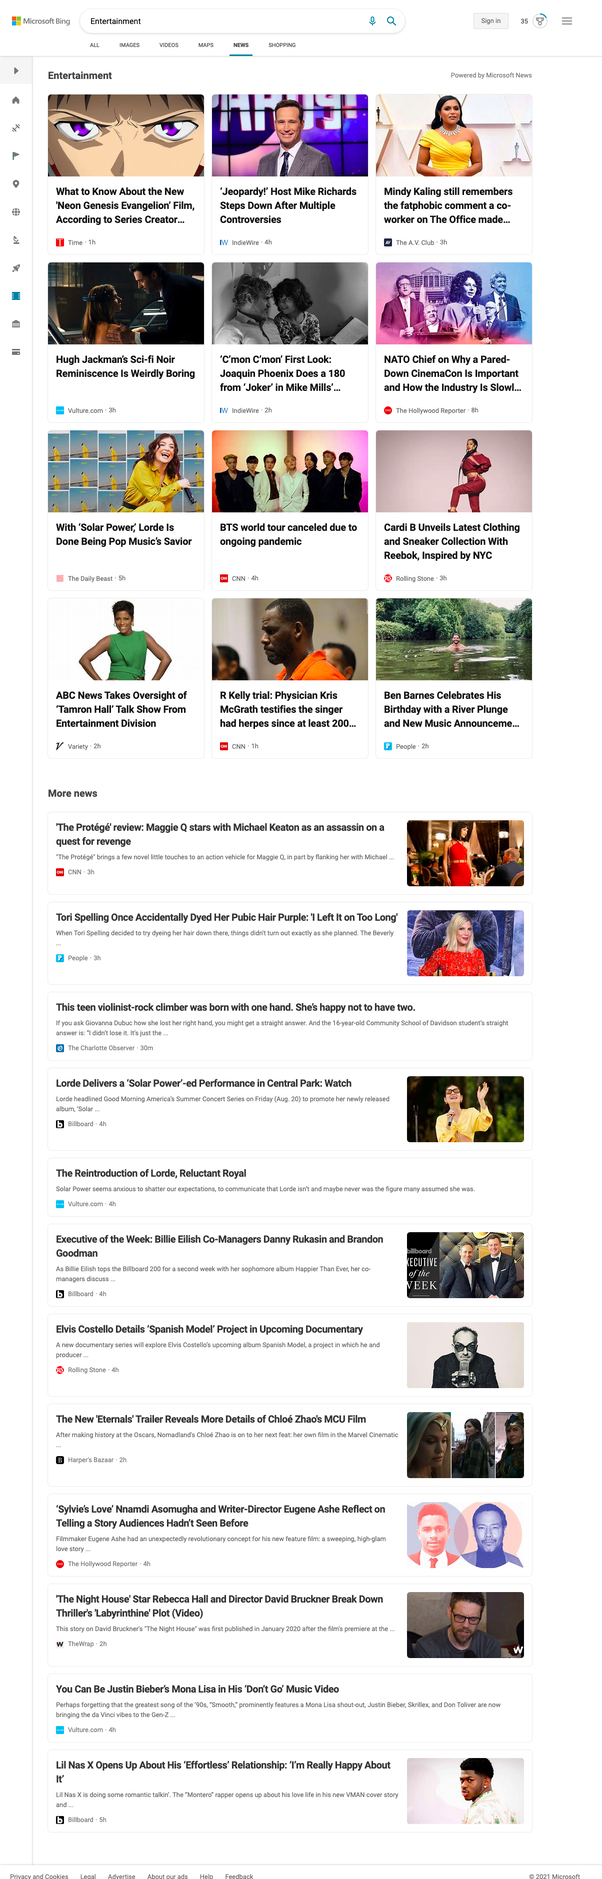 Microsoft Bing
Entertainment
Sign in
35
ALL IMAGES VIDEOS MAPS NEWS SHOPPING
Entertainment
Powered by Microsoft News
What to Know About the New
'Neon Genesis Evangelion' Film,
According to Series Creator...
Time · 1h
'Jeopardy!' Host Mike Richards
Steps Down After Multiple
Controversies
IndieWire · 4h
Mindy Kaling still remembers
the fatphobic comment a co-
worker on The Office made...
The A.V. Club · 3h
Hugh Jackman's Sci-fi Noir
Reminiscence Is Weirdly Boring
Vulture.com · 3h
'C'mon C'mon' First Look:
Joaquin Phoenix Does a 180
from 'Joker' in Mike Mills'...
IndieWire · 2h
NATO Chief on Why a Pared-
Down CinemaCon Is Important
and How the Industry Is Slowl...
The Hollywood Reporter · 8h
With 'Solar Power,' Lorde Is
Done Being Pop Music's Savior
The Daily Beast · 5h
BTS world tour canceled due to
ongoing pandemic
CNN · 4h
Cardi B Unveils Latest Clothing
and Sneaker Collection With
Reebok, Inspired by NYC
Rolling Stone · 3h
ABC News Takes Oversight of
'Tamron Hall' Talk Show From
Entertainment Division
Variety · 2h
R Kelly trial: Physician Kris
McGrath testifies the singer
had herpes since at least 200...
CNN · 1h
Ben Barnes Celebrates His
Birthday with a River Plunge
and New Music Announceme...
People · 2h
More news
'The Protégé' review: Maggie Q stars with Michael Keaton as an assassin on a
quest for revenge
"The Protégé" brings a few novel little touches to an action vehicle for Maggie Q, in part by flanking her with Michael ...
CNN · 3h
Tori Spelling Once Accidentally Dyed Her Pubic Hair Purple: 'I Left It on Too Long'
When Tori Spelling decided to try dyeing her hair down there, things didn't turn out exactly as she planned. The Beverly
...
People · 3h
This teen violinist-rock climber was born with one hand. She's happy not to have two.
If you ask Giovanna Dubuc how she lost her right hand, you might get a straight answer. And the 16-year-old Community School of Davidson student's straight
answer is: "I didn't lose it. It's just the ...
The Charlotte Observer · 30m
Lorde Delivers a 'Solar Power'-ed Performance in Central Park: Watch
Lorde headlined Good Morning America's Summer Concert Series on Friday (Aug. 20) to promote her newly released
album, 'Solar ...
Billboard · 4h
The Reintroduction of Lorde, Reluctant Royal
Solar Power seems anxious to shatter our expectations, to communicate that Lorde isn't and maybe never was the figure many assumed she was.
Vulture.com · 4h
Executive of the Week: Billie Eilish Co-Managers Danny Rukasin and Brandon
Goodman
As Billie Eilish tops the Billboard 200 for a second week with her sophomore album Happier Than Ever, her co-
managers discuss ...
Billboard · 4h
billboard
XECUTIVE
of the
WEEK
Elvis Costello Details 'Spanish Model' Project in Upcoming Documentary
A new documentary series will explore Elvis Costello's upcoming album Spanish Model, a project in which he and
producer ...
Rolling Stone · 4h
The New 'Eternals' Trailer Reveals More Details of Chloé Zhao's MCU Film
After making history at the Oscars, Nomadland's Chloé Zhao is on to her next feat: her own film in the Marvel Cinematic
...
Harper's Bazaar · 2h
'Sylvie's Love' Nnamdi Asomugha and Writer-Director Eugene Ashe Reflect on
Telling a Story Audiences Hadn't Seen Before
Filmmaker Eugene Ashe had an unexpectedly revolutionary concept for his new feature film: a sweeping, high-glam
love story ...
The Hollywood Reporter · 4h
'The Night House' Star Rebecca Hall and Director David Bruckner Break Down
Thriller's 'Labyrinthine' Plot (Video)
This story on David Bruckner's "The Night House" was first published in January 2020 after the film's premiere at the ...
TheWrap · 2h
You Can Be Justin Bieber's Mona Lisa in His 'Don't Go' Music Video
Perhaps forgetting that the greatest song of the '90s, "Smooth," prominently features a Mona Lisa shout-out, Justin Bieber, Skrillex, and Don Toliver are now
bringing the da Vinci vibes to the Gen-Z ...
Vulture.com · 4h
Lil Nas X Opens Up About His 'Effortless' Relationship: 'I'm Really Happy About
It'
Lil Nas X is doing some romantic talkin'. The "Montero" rapper opens up about his love life in his new VMAN cover story
and ...
Billboard · 5h
Privacy and Cookies Legal Advertise About our ads Help Feedback
© 2021 Microsoft